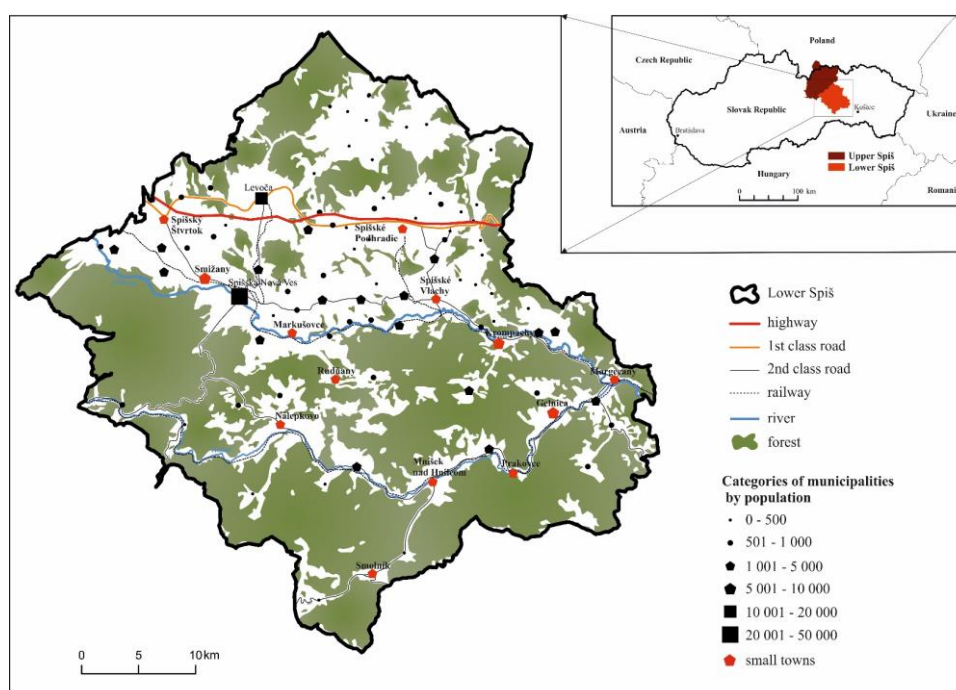 Poland
Czech Republic
Slovak Republic
Košice
Ukraine
Austria
Bratislava
Hungary
Romani
Upper Spiš
Lower Spiš
0 100 km
Levoča
Spišský
Štvrtok
Spišské
Podhradie
Smižany
Spišská Nová Ves
Spišské
Vlachy
Markušovce
Krompachy
Rudňany
Margecany
Gelnica
Nálepkovo
Mníšek
nad Hnilcom
Prakovce
Smolník
Lower Spiš
highway
1st class road
2nd class road
railway
river
forest
Categories of municipalities
by population
0 - 500
501 - 1 000
1 001 - 5 000
5 001 - 10 000
10 001 - 20 000
20 001 - 50 000
small towns
0 5 10km